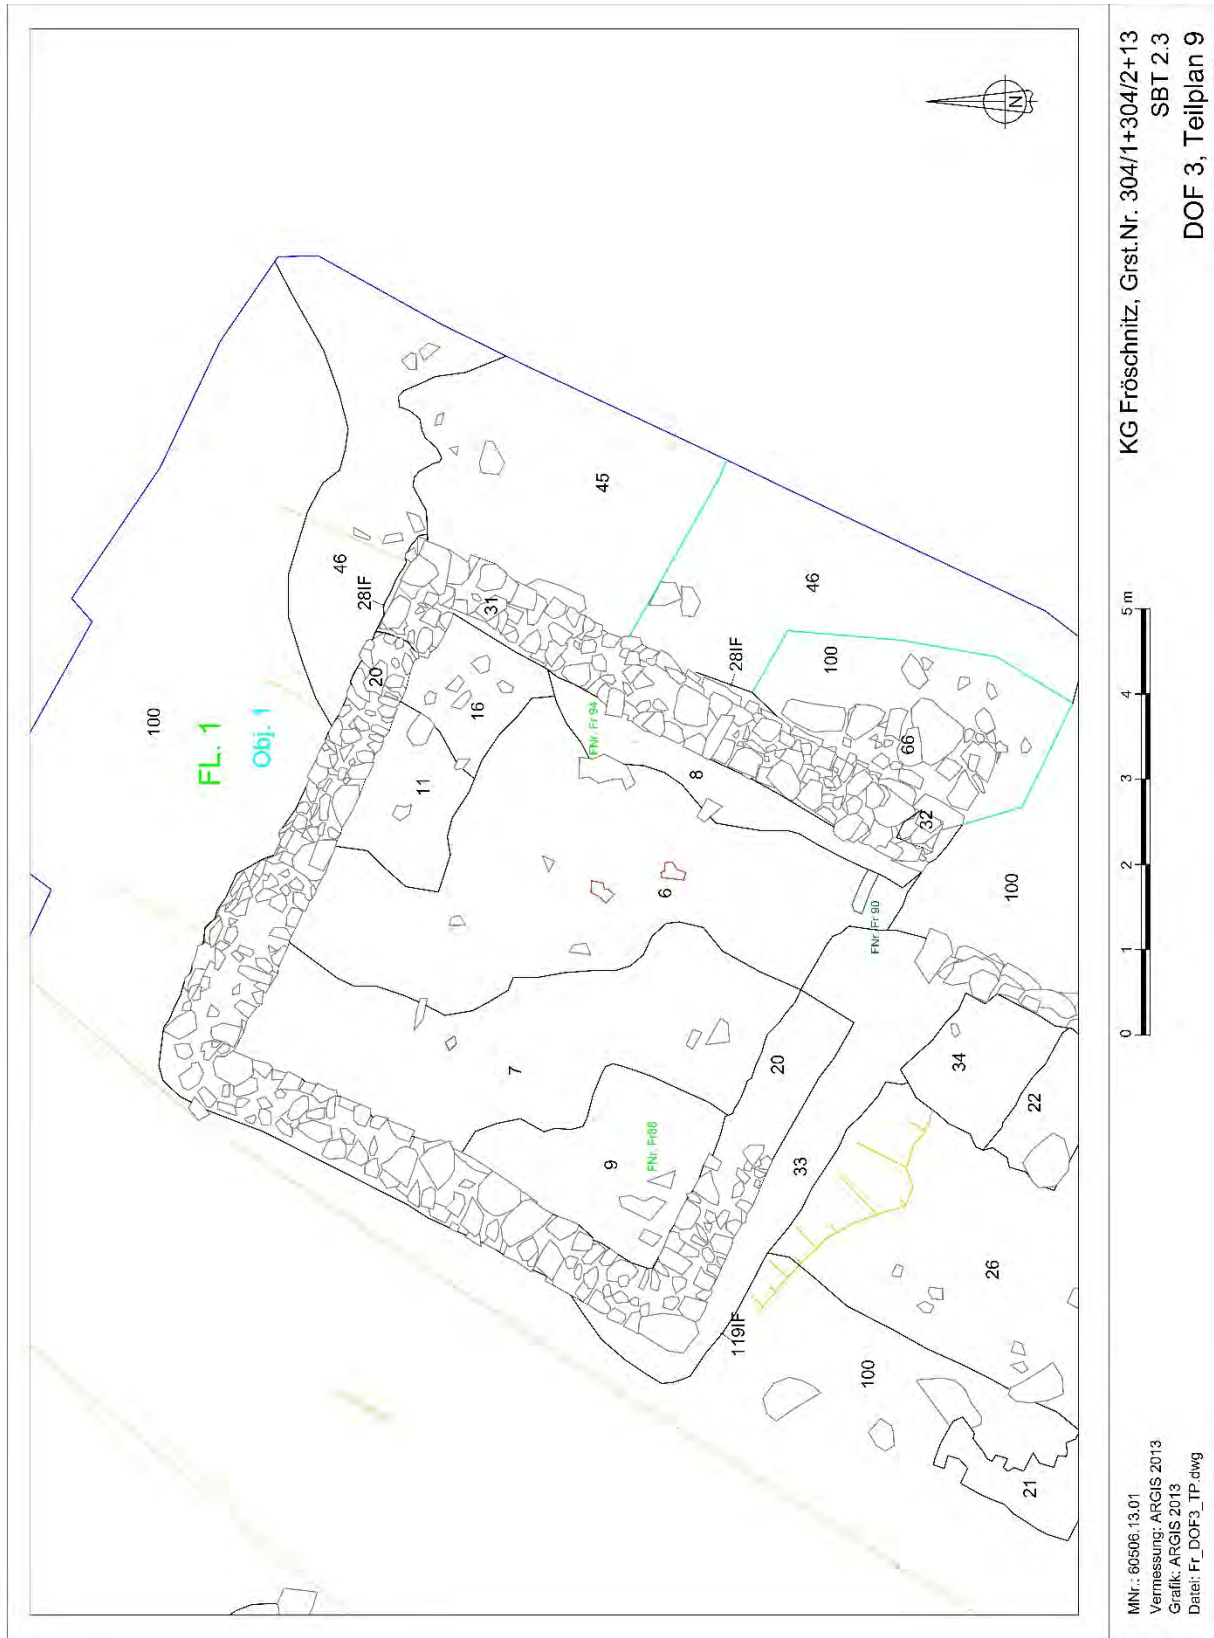 N
100
FL. 1
Obj. 1
46
28IF
20
31
45
16
11
FNr. Fr 94
8
46
28IF
100
66
32
6
FNr. Fr 90
100
7
20
9
FNr. Fr88
33
34
22
119IF
26
100
21
0 1 2 3 4 5 m
KG Fröschnitz, Grst.Nr. 304/1+304/2+13
SBT 2.3
DOF 3, Teilplan 9
MNr.: 60506.13.01
Vermessung: ARGIS 2013
Grafik: ARGIS 2013
Datei: Fr_DOF3_TP.dwg